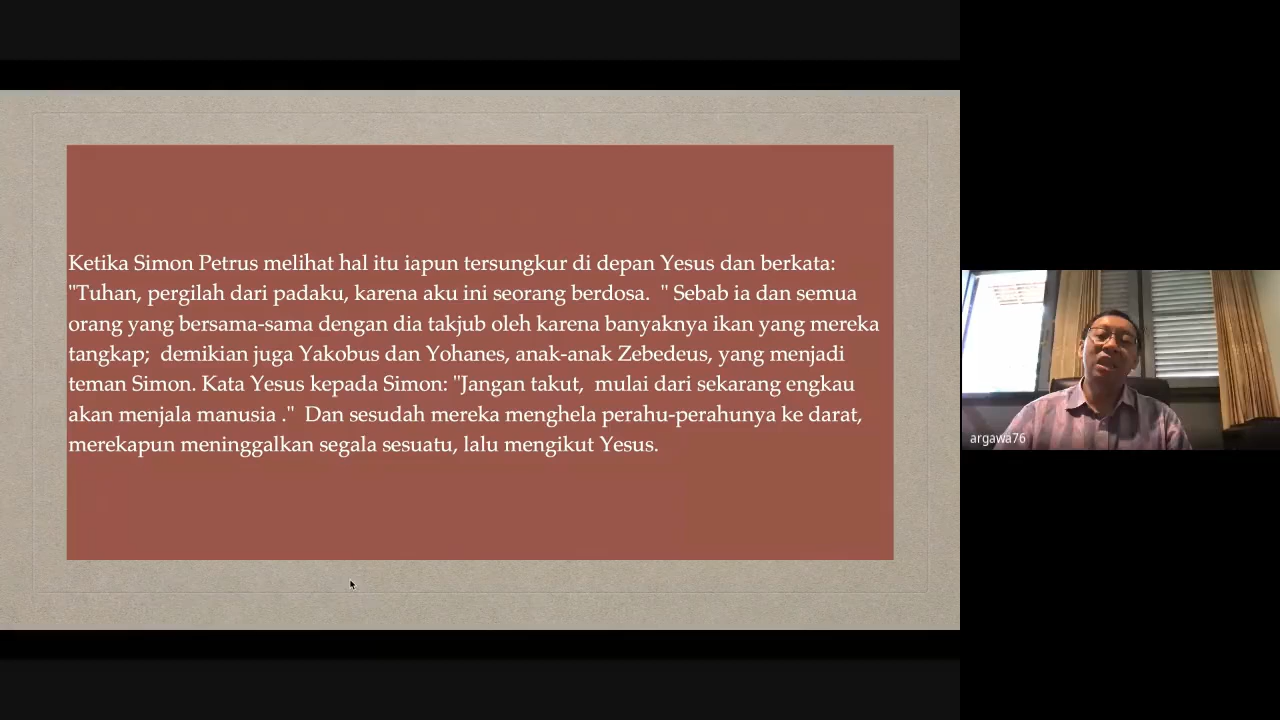 Ketika Simon Petrus melihat hal itu iapun tersungkur di depan Yesus dan berkata:
"Tuhan, pergilah dari padaku, karena aku ini seorang berdosa.  " Sebab ia dan semua
orang yang bersama-sama dengan dia takjub oleh karena banyaknya ikan yang mereka
tangkap;  demikian juga Yakobus dan Yohanes, anak-anak Zebedeus, yang menjadi
teman Simon. Kata Yesus kepada Simon: "Jangan takut,  mulai dari sekarang engkau
akan menjala manusia ."  Dan sesudah mereka menghela perahu-perahunya ke darat,
merekapun meninggalkan segala sesuatu, lalu mengikut Yesus.
argawa76